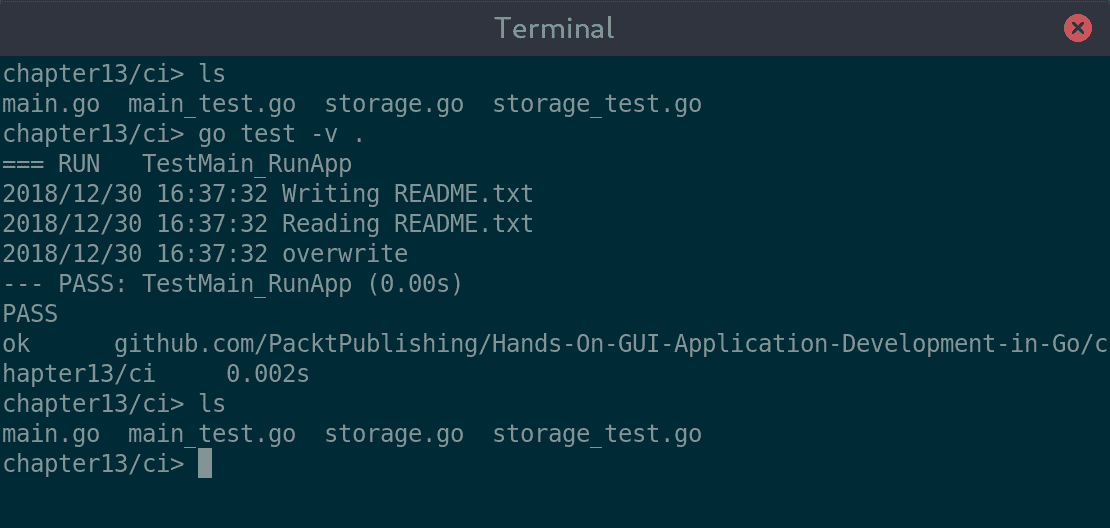 Terminal
chapter13/ci> ls
main.go  main_test.go  storage.go  storage_test.go
chapter13/ci> go test -v .
=== RUN   TestMain_RunApp
2018/12/30 16:37:32 Writing README.txt
2018/12/30 16:37:32 Reading README.txt
2018/12/30 16:37:32 overwrite
--- PASS: TestMain_RunApp (0.00s)
PASS
ok      github.com/PacktPublishing/Hands-On-GUI-Application-Development-in-Go/c
hapter13/ci     0.002s
chapter13/ci> ls
main.go  main_test.go  storage.go  storage_test.go
chapter13/ci>